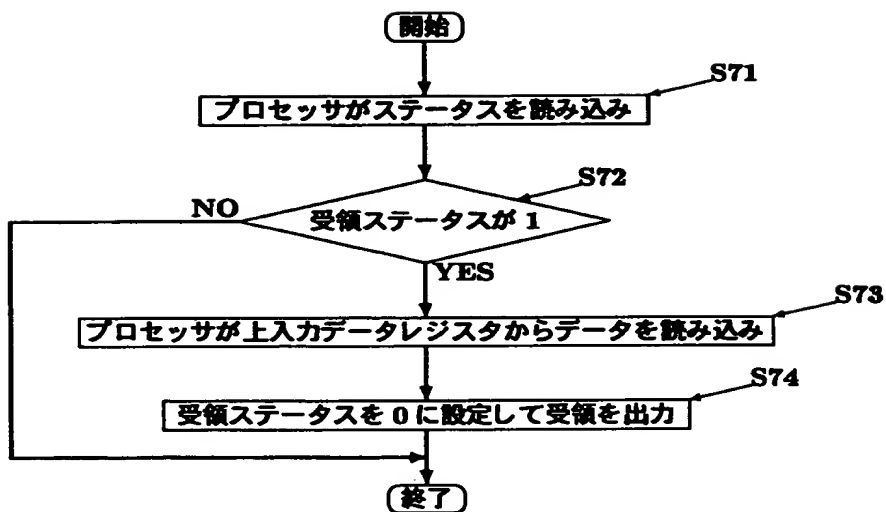 開始
S71
プロセッサがステータスを読み込み
S72
NO
受領ステータスが 1
YES
S73
プロセッサが上入力データレジスタからデータを読み込み
S74
受領ステータスを 0 に設定して受領を出力
終了